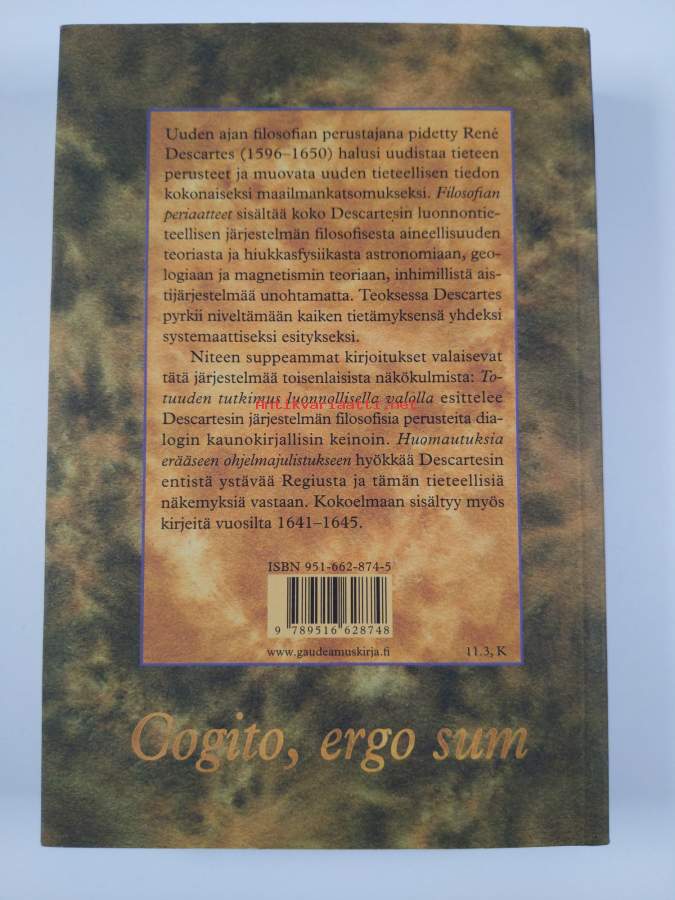 Uuden ajan filosofian perustajana pidetty René
Descartes (1596–1650) halusi uudistaa tieteen
perusteet ja muovata uuden tieteellisen tiedon
kokonaiseksi maailmankatsomukseksi. Filosofian
periaatteet sisältää koko Descartesin luonnontie-
teellisen järjestelmän filosofisesta aineellisuuden
teoriasta ja hiukkasfysiikasta astronomiaan, geo-
logiaan ja magnetismin teoriaan, inhimillistä ais-
tijärjestelmää unohtamatta. Teoksessa Descartes
pyrkii niveltämään kaiken tietämyksensä yhdeksi
systemaattiseksi esitykseksi.
Niteen suppeammat kirjoitukset valaisevat
tätä järjestelmää toisenlaisista näkökulmista: To-
tuuden tutkimus luonnollisella valolla esittelee
Antikvariaatti.net
Descartesin järjestelmän filosofisia perusteita dia-
login kaunokirjallisin keinoin. Huomautuksia
erääseen ohjelmajulistukseen hyökkää Descartesin
entistä ystävää Regiusta ja tämän tieteellisiä
näkemyksiä vastaan. Kokoelmaan sisältyy myös
kirjeitä vuosilta 1641–1645.
ISBN 951-662-874-5
9 789516 628748
www.gaudeamuskirja.fi 11.3, K
Cogito, ergo sum